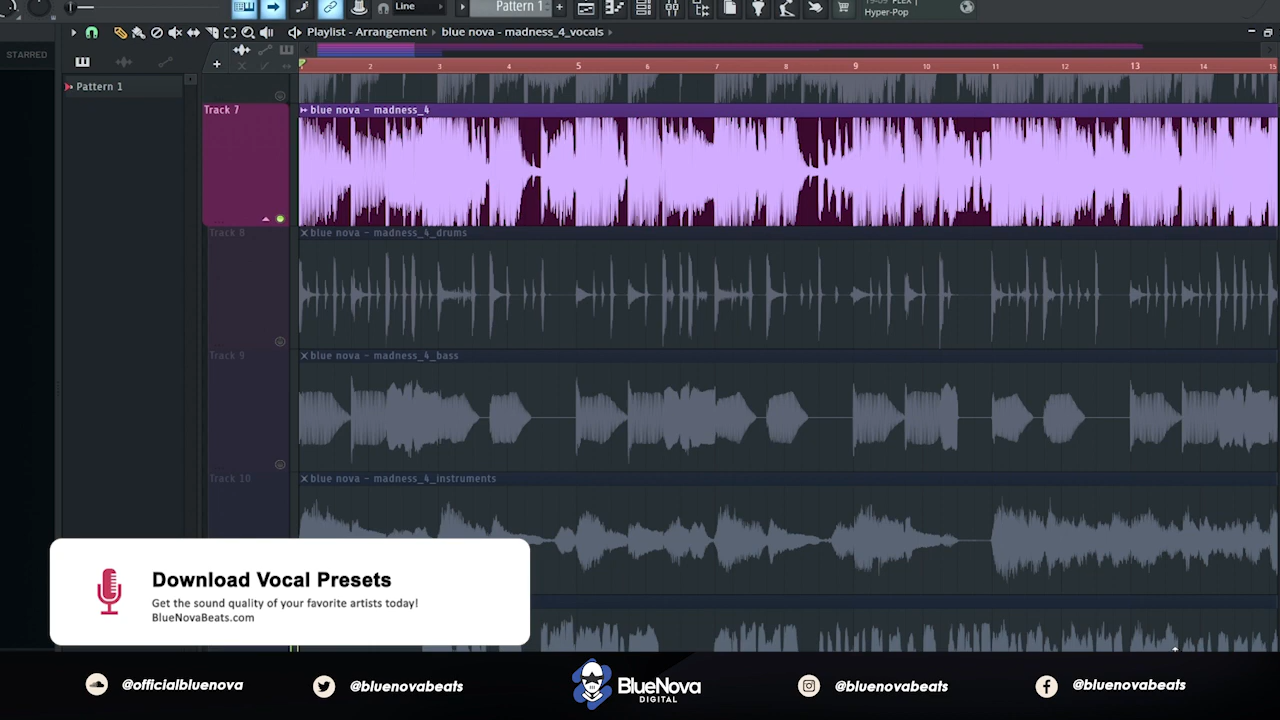 Line
Pattern 1
FLEX |
Hyper-Pop
STARRED
Playlist - Arrangement
blue nova - madness_4_vocals
2
3
4
5
6
7
8
9
10
11
12
13
14
15
Pattern 1
Track 7
blue nova - madness_4
Track 8
blue nova - madness_4_drums
Track 9
blue nova - madness_4_bass
Track 10
blue nova - madness_4_instruments
Download Vocal Presets
Get the sound quality of your favorite artists today!
BlueNovaBeats.com
@officialbluenova
@bluenovabeats
BlueNova
DIGITAL
@bluenovabeats
@bluenovabeats